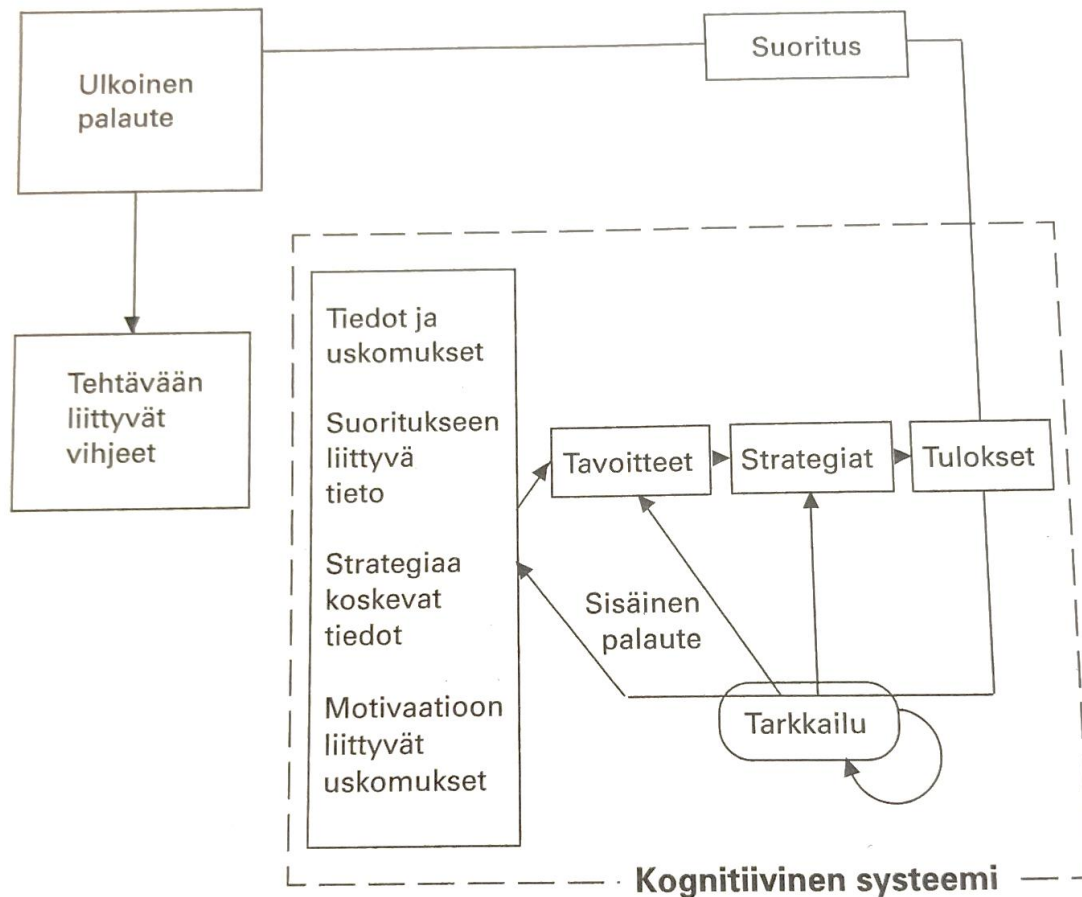 Ulkoinen
palaute
Suoritus
Tehtävään
liittyvät
vihjeet
Tiedot ja
uskomukset
Suoritukseen
liittyvä
tieto
Strategiaa
koskevat
tiedot
Motivaatioon
liittyvät
uskomukset
Tavoitteet
Strategiat
Tulokset
Sisäinen
palaute
Tarkkailu
Kognitiivinen systeemi